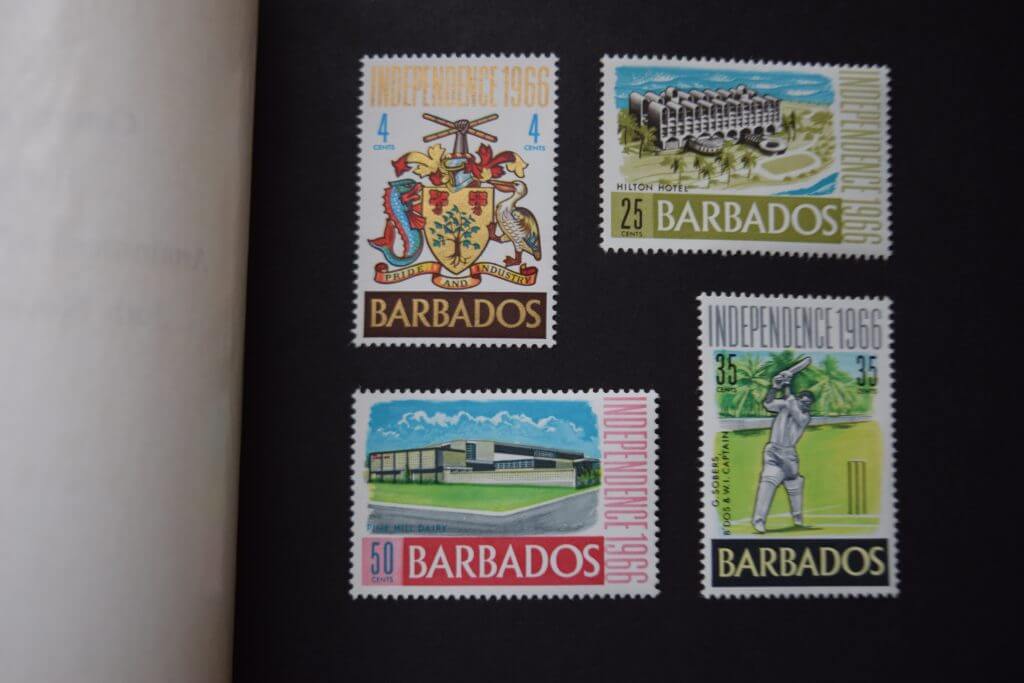 INDEPENDENCE 1966
4 CENTS
4 CENTS
PRIDE AND INDUSTRY
BARBADOS
HILTON HOTEL
25 CENTS
BARBADOS
INDEPENDENCE 1966
PINE HILL DAIRY
50 CENTS
BARBADOS
INDEPENDENCE 1966
INDEPENDENCE 1966
35 CENTS
35 CENTS
G. SOBERS
B'DOS & W.I. CAPTAIN
BARBADOS